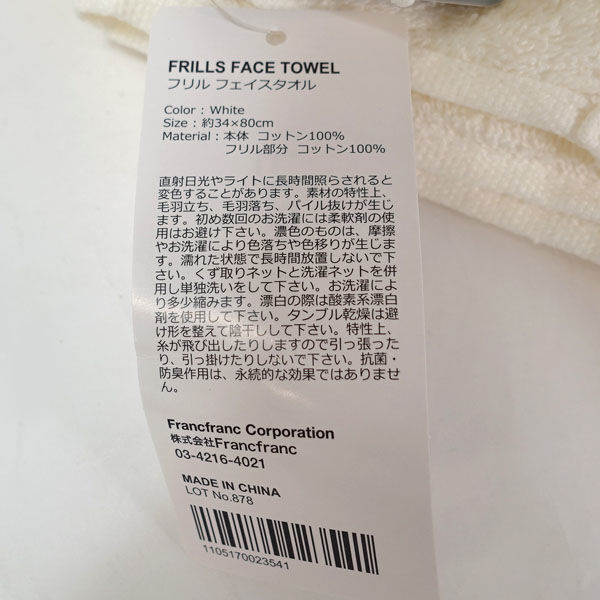 FRILLS FACE TOWEL
フリル フェイスタオル
Color : White
Size : 約34×80cm
Material : 本体 コットン100%
フリル部分 コットン100%
直射日光やライトに長時間照らされると
変色することがあります。素材の特性上、
毛羽立ち、毛羽落ち、パイル抜けが生じ
ます。初め数回のお洗濯には柔軟剤の使
用はお避け下さい。濃色のものは、摩擦
やお洗濯により色落ちや色移りが生じま
す。濡れた状態で長時間放置しないで下
さい。くず取りネットと洗濯ネットを併
用し単独洗いをして下さい。お洗濯によ
り多少縮みます。漂白の際は酸素系漂白
剤を使用して下さい。タンブル乾燥は避
け形を整えて陰干しして下さい。特性上、
糸が飛び出したりしますので引っ張った
り、引っ掛けたりしないで下さい。抗菌・
防臭作用は、永続的な効果ではありませ
ん。
Francfranc Corporation
株式会社Francfranc
03-4216-4021
MADE IN CHINA
LOT No.878
1105170023541